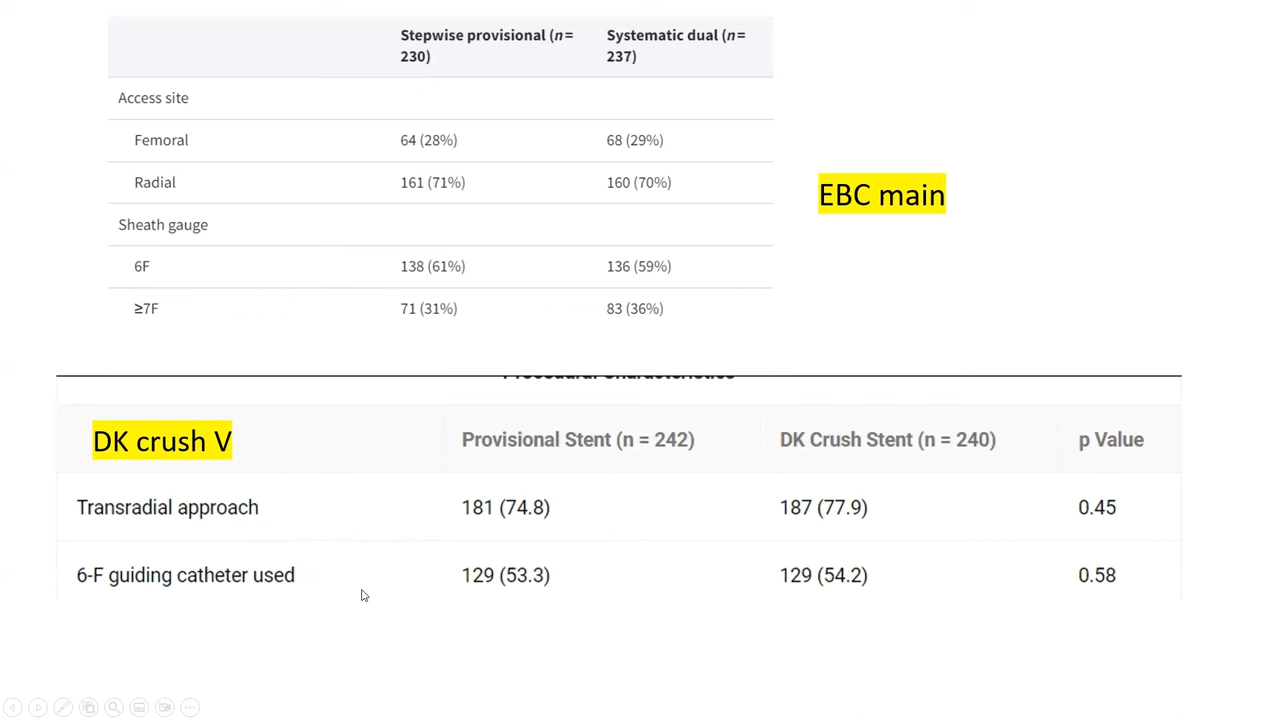 Stepwise provisional (n= Systematic dual (n=
230) 237)
Access site
Femoral 64 (28%) 68 (29%)
Radial 161 (71%) 160 (70%)
EBC main
Sheath gauge
6F 138 (61%) 136 (59%)
≥7F 71 (31%) 83 (36%)
Procedural Characteristics
DK crush V Provisional Stent (n = 242) DK Crush Stent (n = 240) p Value
Transradial approach 181 (74.8) 187 (77.9) 0.45
6-F guiding catheter used 129 (53.3) 129 (54.2) 0.58